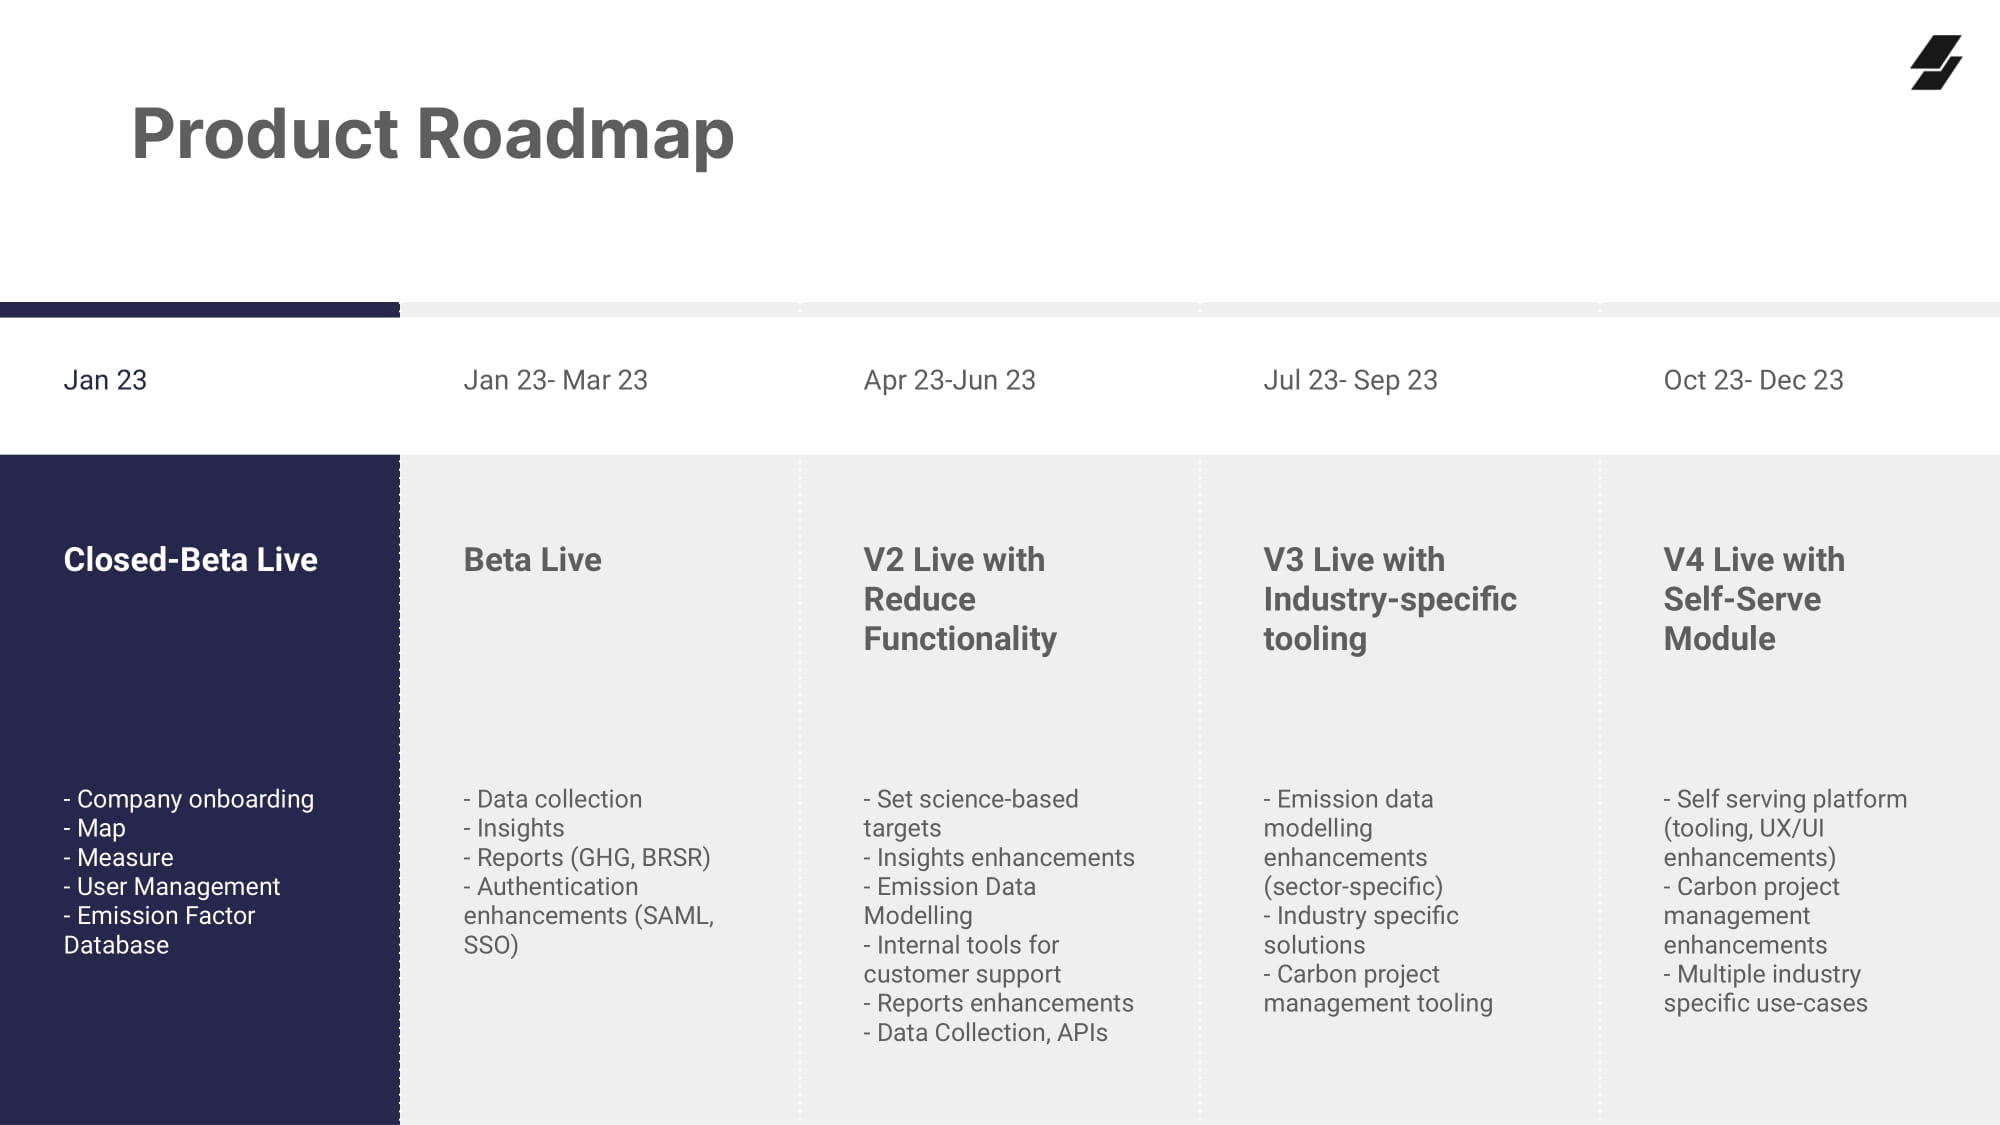 Product Roadmap
Jan 23
Jan 23- Mar 23
Apr 23-Jun 23
Jul 23- Sep 23
Oct 23- Dec 23
Closed-Beta Live
Beta Live
V2 Live with
Reduce
Functionality
V3 Live with
Industry-specific
tooling
V4 Live with
Self-Serve
Module
- Company onboarding
- Map
- Measure
- User Management
- Emission Factor
Database
- Data collection
- Insights
- Reports (GHG, BRSR)
- Authentication
enhancements (SAML,
SSO)
- Set science-based
targets
- Insights enhancements
- Emission Data
Modelling
- Internal tools for
customer support
- Reports enhancements
- Data Collection, APIs
- Emission data
modelling
enhancements
(sector-specific)
- Industry specific
solutions
- Carbon project
management tooling
- Self serving platform
(tooling, UX/UI
enhancements)
- Carbon project
management
enhancements
- Multiple industry
specific use-cases